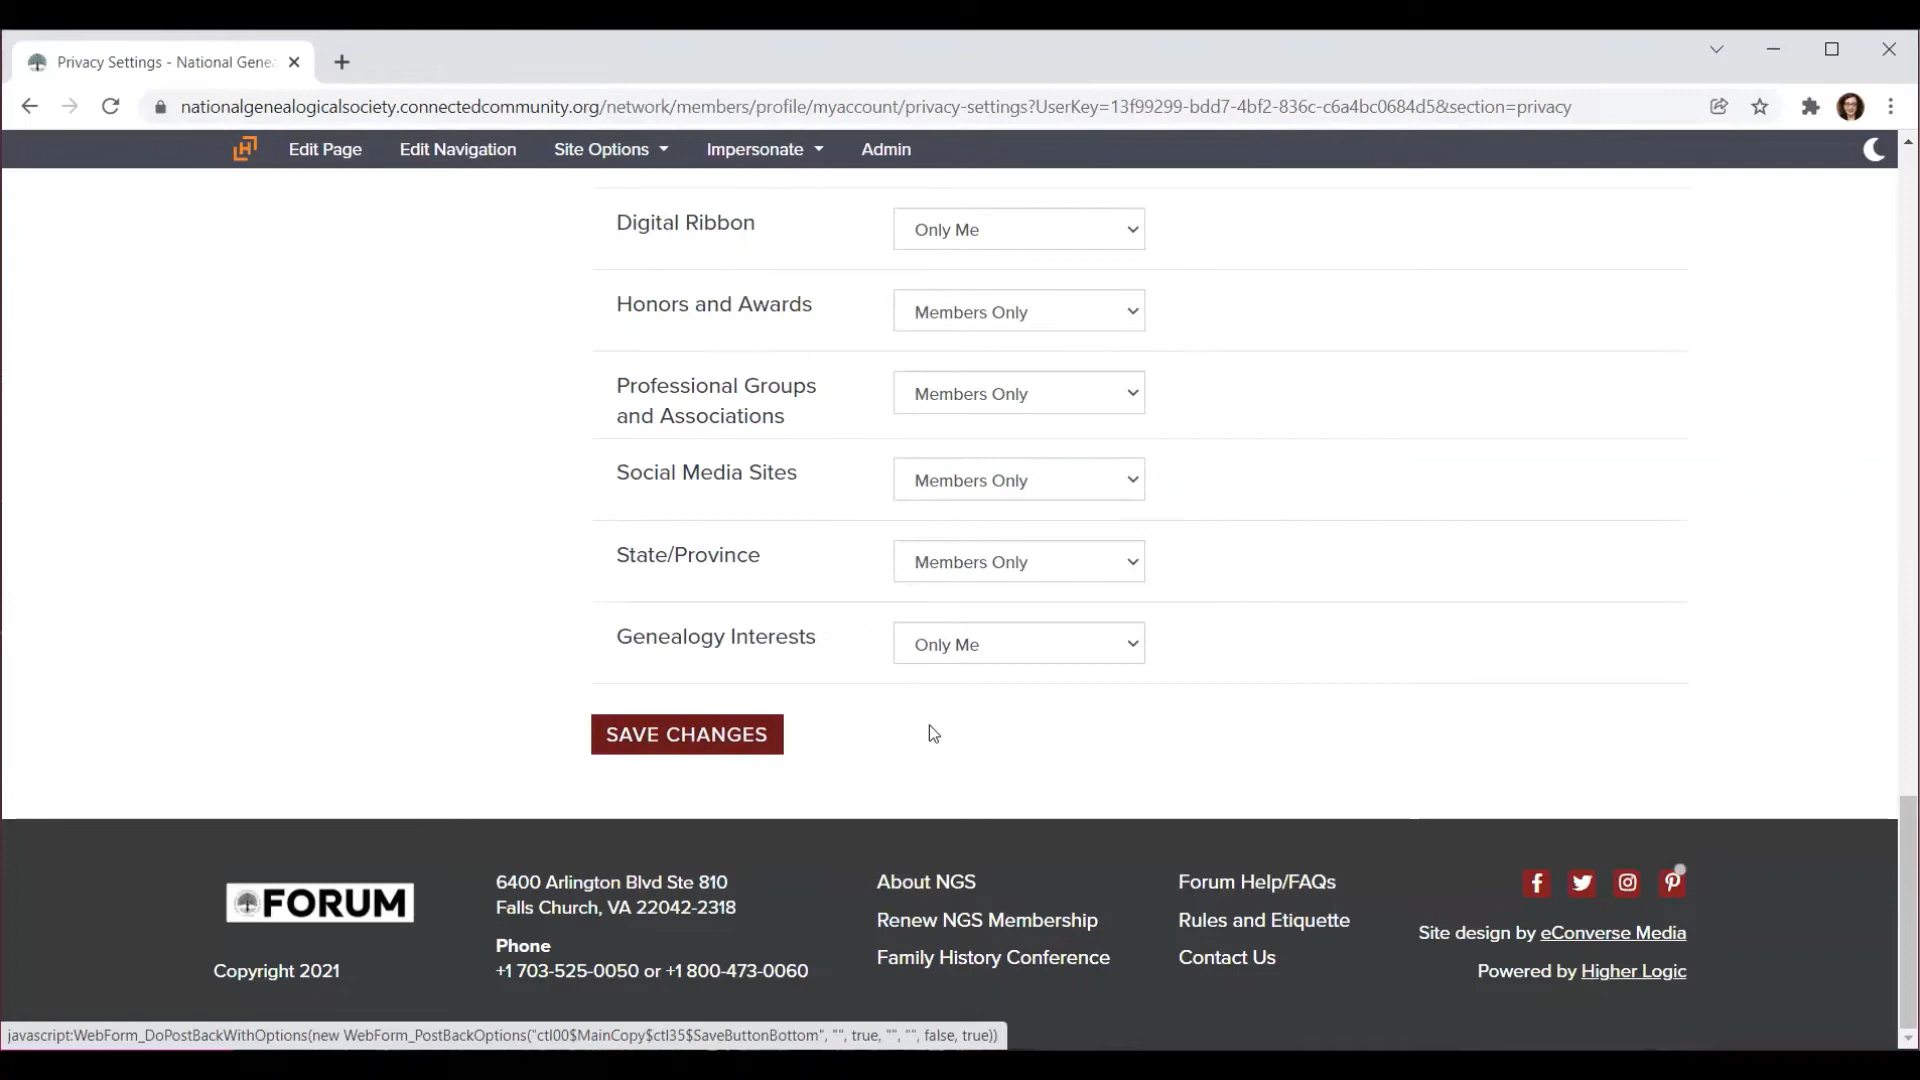 Privacy Settings - National Genea
nationalgenealogicalsociety.connectedcommunity.org/network/members/profile/myaccount/privacy-settings?UserKey=13f99299-bdd7-4bf2-836c-c6a4bc0684d5&section=privacy
Edit Page Edit Navigation Site Options Impersonate Admin
Digital Ribbon Only Me
Honors and Awards Members Only
Professional Groups
and Associations Members Only
Social Media Sites Members Only
State/Province Members Only
Genealogy Interests Only Me
SAVE CHANGES
FORUM
Copyright 2021
6400 Arlington Blvd Ste 810
Falls Church, VA 22042-2318
Phone
+1 703-525-0050 or +1 800-473-0060
About NGS
Renew NGS Membership
Family History Conference
Forum Help/FAQs
Rules and Etiquette
Contact Us
Site design by eConverse Media
Powered by Higher Logic
javascript:WebForm_DoPostBackWithOptions(new WebForm_PostBackOptions("ctl00$MainCopy$ctl35$SaveButtonBottom", "", true, "", "", false, true))